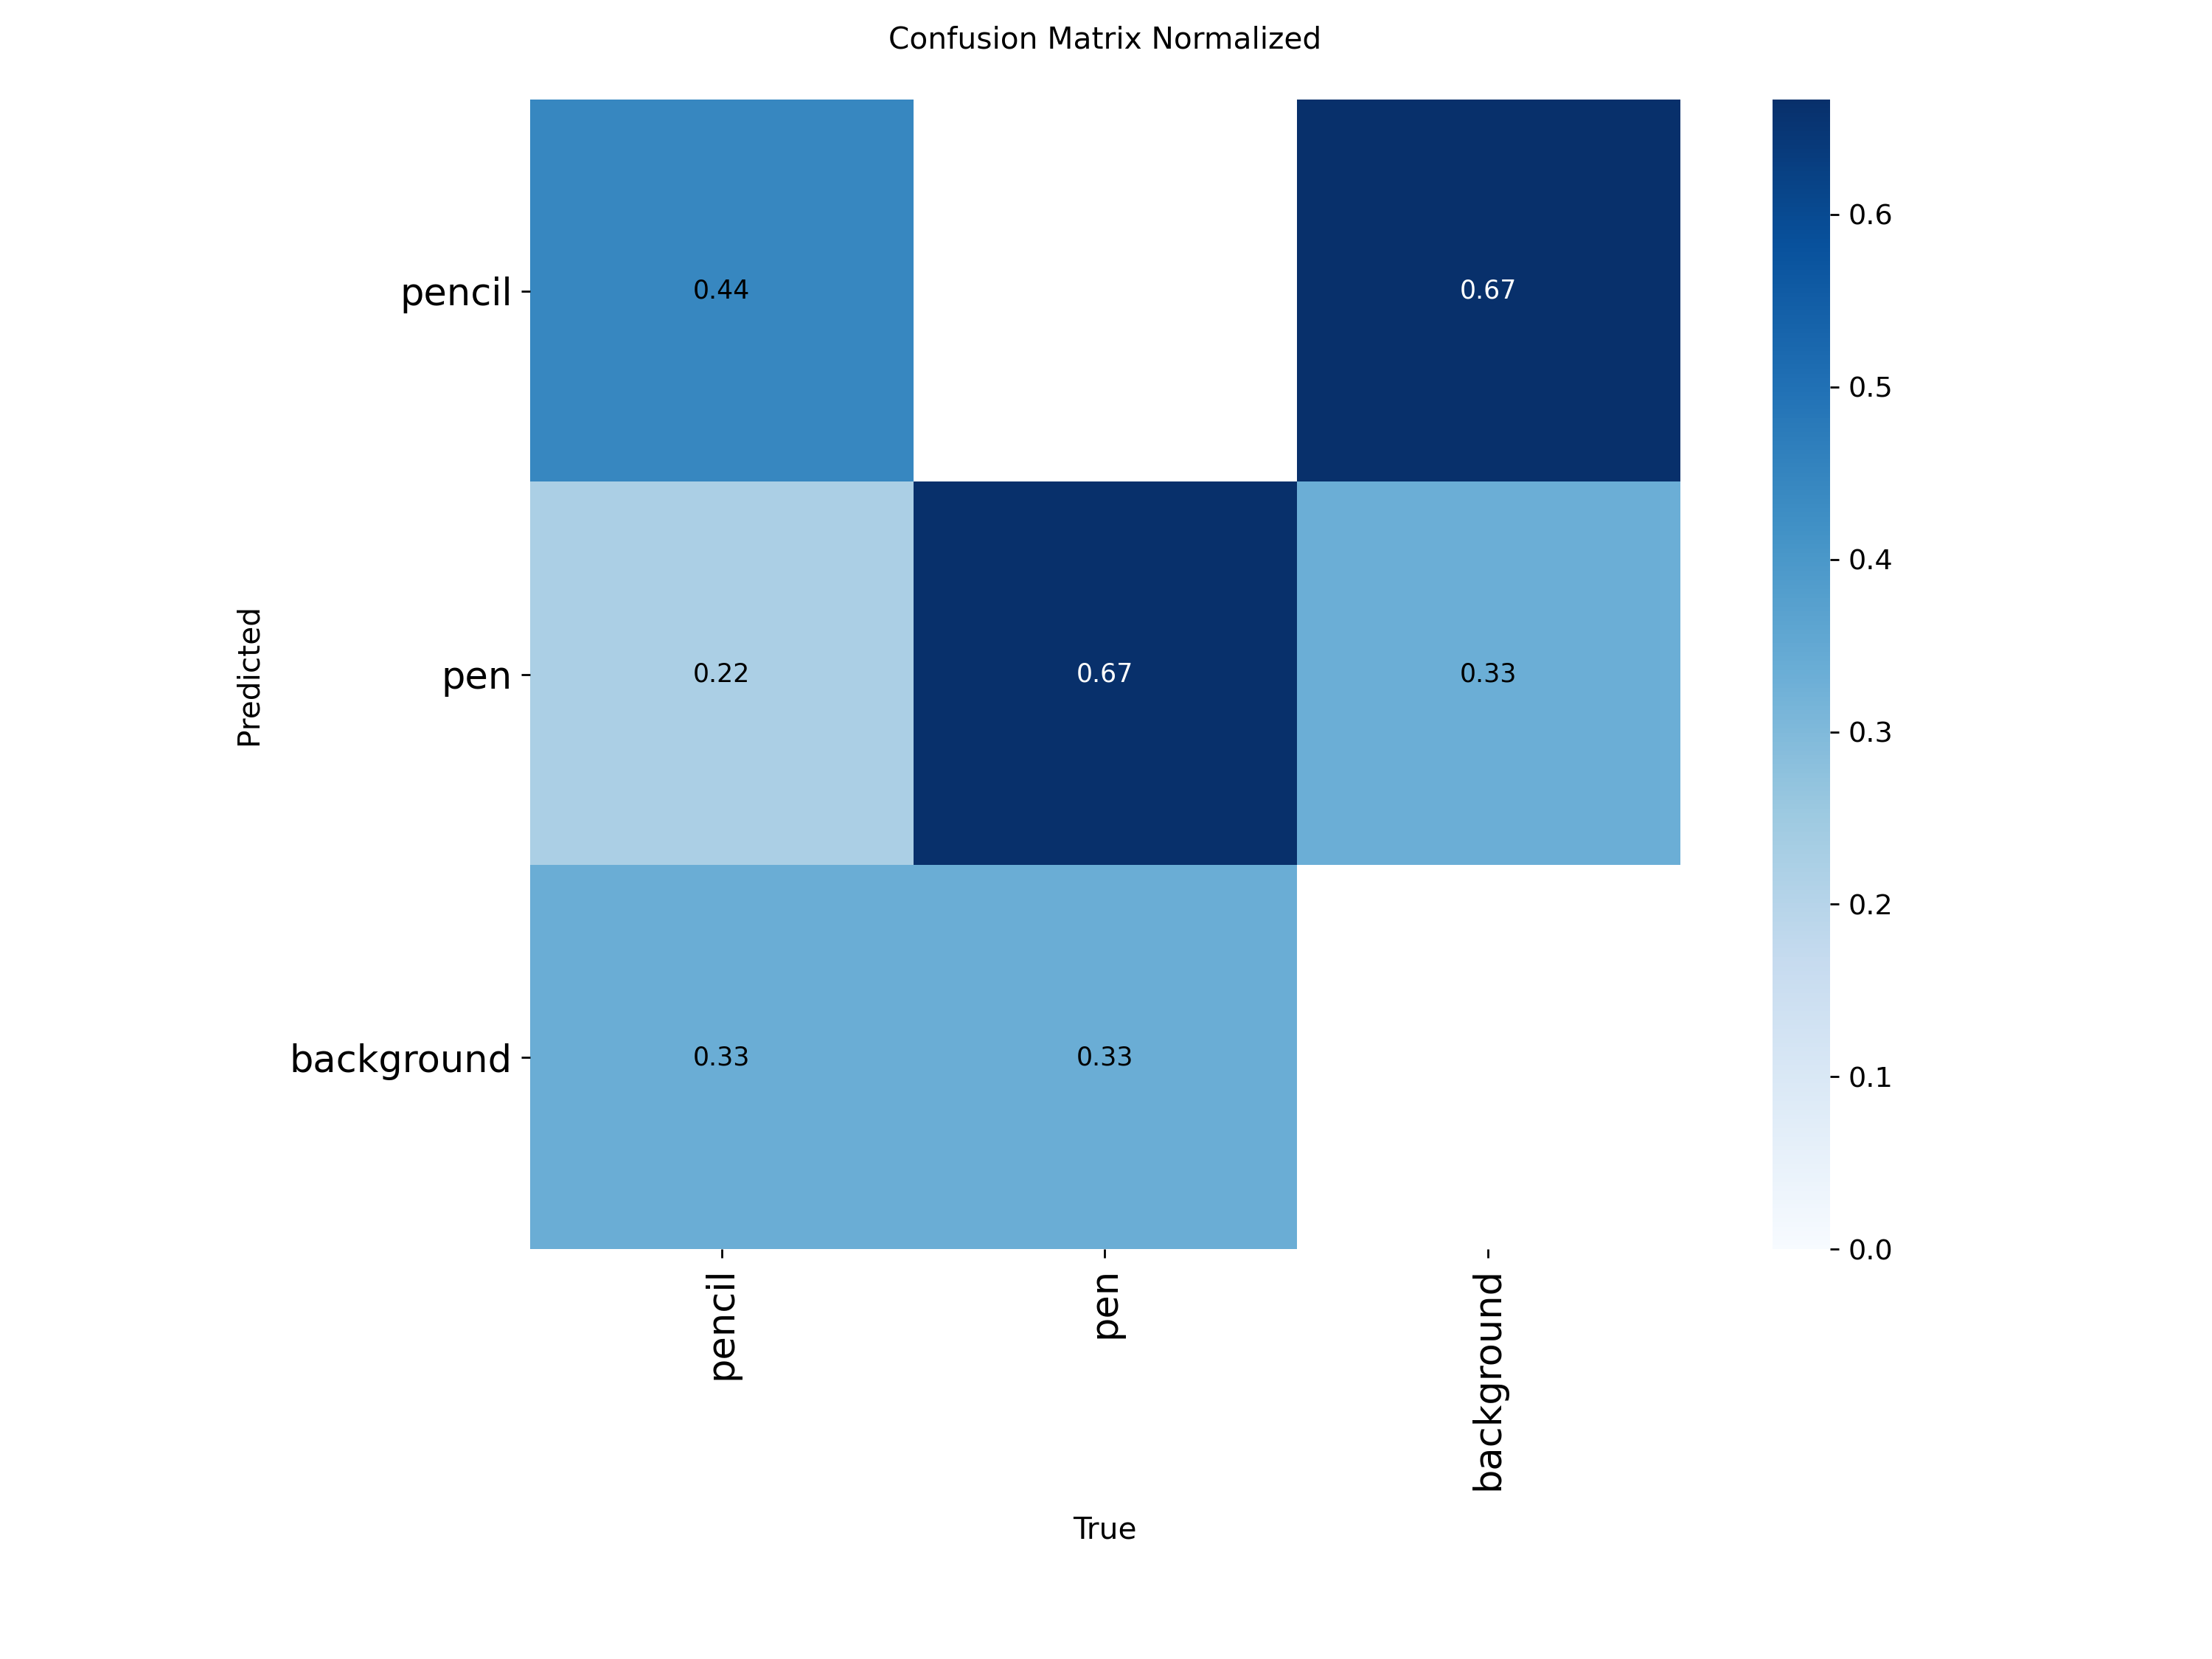 Confusion Matrix Normalized
pencil
0.44
0.67
0.6
0.5
0.4
Predicted
pen
0.22
0.67
0.33
0.3
0.2
background
0.33
0.33
0.1
0.0
pencil
pen
background
True